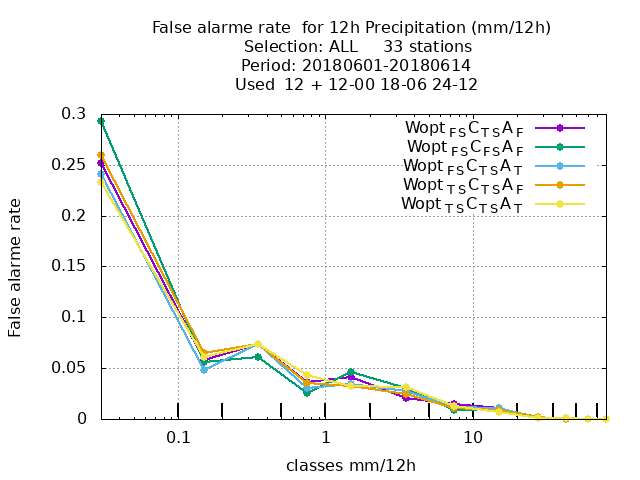 False alarme rate  for 12h Precipitation (mm/12h)
Selection: ALL     33 stations
Period: 20180601-20180614
Used  12 + 12-00 18-06 24-12
Wopt FS C TS A F
Wopt FS C FS A F
Wopt FS C TS A T
Wopt TS C TS A F
Wopt TS C TS A T
0.3
0.25
0.2
0.15
0.1
0.05
0
False alarme rate
0.1 1 10
classes mm/12h